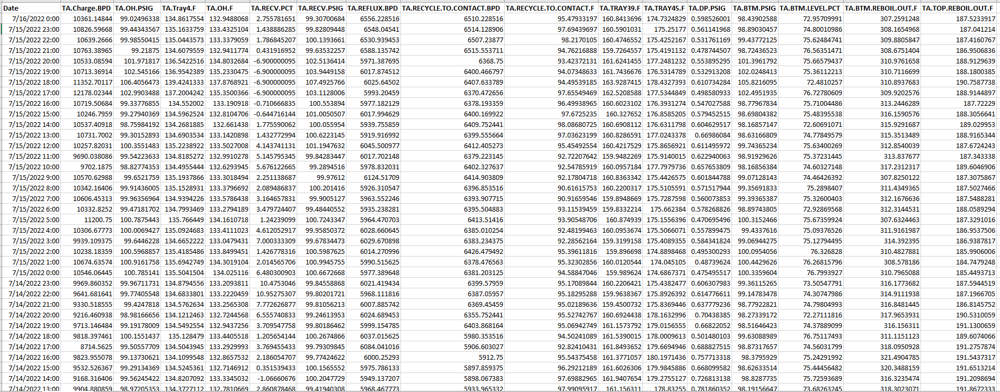 Date TA.Charge.BPD TA.OH.PSIG TA.Tray4.F TA.OH.F TA.RECV.PCT TA.RECV.PSIG TA.REFLUX.BPD TA.RECYCLE.TO.CONTACT.BPD TA.RECYCLE.TO.CONTACT.F TA.TRAY39.F TA.TRAY45.F TA.DP.PSIG TA.BTM.PSIG TA.BTM.LEVEL.PCT TA.BTM.REBOIL.OUT.F TA.TOP.REBOIL.OUT.F
7/16/2022 0:00 10361.14844 99.02496338 134.8617554 132.9488068 2.755781651 99.30700684 6556.228516 6510.228516 95.47933197 160.8413696 174.7324829 0.598526001 98.43902588 72.95709991 307.2591248 187.5233917
7/15/2022 23:00 10826.59668 99.44343567 135.1633759 133.4325104 1.438886285 99.82809448 6548.04541 6514.128906 97.69439697 160.5901031 175.25177 0.561141968 98.89030457 74.80010986 308.1654968 187.041214
7/15/2022 22:00 10639.2666 99.98550415 135.0443573 133.3379059 1.786845207 100.1393661 6530.939453 6507.23877 98.2170105 160.4746552 175.4252167 0.531761169 99.43772125 75.62484741 309.8805847 187.4160767
7/15/2022 21:00 10763.38965 99.21875 134.6079559 132.9411774 0.431916952 99.63532257 6588.135742 6515.553711 94.76216888 159.7264557 175.4191132 0.478744507 98.72436523 76.56351471 308.6751404 186.9506836
7/15/2022 20:00 10533.08594 101.971817 136.5422516 134.8032684 -6.900000095 102.5136414 5971.387695 6368.75 93.42372131 161.6241455 177.2481232 0.553895295 101.3961792 75.66579437 310.9761658 188.9129639
7/15/2022 19:00 10713.36914 102.545166 136.9542389 135.2330475 -6.900000095 103.9449158 6017.874512 6400.466797 94.07348633 161.7436676 176.5314789 0.532913208 102.0248413 75.36112213 310.7116699 188.1800385
7/15/2022 18:00 11352.70117 106.4056473 139.4241333 137.8768921 -6.900000095 107.4925766 6025.64502 6407.633789 94.49539185 163.9287415 178.4327393 0.610734284 105.8216095 72.4810257 310.8937683 190.7587738
7/15/2022 17:00 12178.02344 102.9903488 137.2004242 135.3500366 -6.900000095 103.1128006 5993.20459 6370.472656 97.65549469 162.5208588 177.5344849 0.498580933 102.4951935 76.72780609 309.9202576 188.9144897
7/15/2022 16:00 10719.50684 99.33776855 134.552002 133.190918 -0.710666835 100.553894 5977.182129 6378.193359 96.49938965 160.6023102 176.3931274 0.547027588 98.77967834 75.71004486 313.2446289 187.72229
7/15/2022 15:00 10246.7959 99.27940369 134.5962524 132.8104706 -0.644716144 101.0050507 6017.994629 6400.169922 97.6725235 160.327652 176.8585205 0.579452515 98.69804382 75.48395538 316.1590576 188.3056641
7/15/2022 14:00 10537.40918 98.75984192 134.2681885 132.661438 1.775590062 100.055954 5939.755859 6409.752441 98.08680725 160.6908112 176.6311798 0.604629517 98.16857147 72.60691071 315.9291687 189.029953
7/15/2022 13:00 10731.7002 99.30152893 134.6903534 133.1420898 1.432772994 100.6223145 5919.916992 6399.555664 97.03623199 160.8286591 177.0243378 0.66986084 98.63166809 74.77849579 315.3513489 188.9165344
7/15/2022 12:00 10257.82031 100.3551483 135.2238922 133.5027008 4.143741131 101.1947632 6045.500977 6412.405273 95.45492554 160.4217529 175.8656921 0.611495972 99.74365234 75.63400269 312.8540039 187.6724243
7/15/2022 11:00 9690.038086 99.54223633 134.8185272 132.9910278 5.145795345 99.84283447 6017.702148 6379.223145 92.72207642 159.9482269 175.9140015 0.622940063 98.91929626 75.37231445 313.837677 187.343338
7/15/2022 10:00 9702.1875 98.82774353 134.4955444 132.6293945 5.676122665 99.2894516 5978.832031 6402.327637 92.54785919 160.0957184 177.7979736 0.657653809 98.16856384 74.60327148 317.2312317 189.6046906
7/15/2022 9:00 10570.62988 99.6521759 135.1937866 133.3018494 2.251138687 99.97612 6124.51709 6414.903809 92.17804718 160.8363342 175.4426575 0.601844788 99.07128143 74.46426392 307.8250122 187.3075867
7/15/2022 8:00 10342.16406 99.91436005 135.1528931 133.3796692 2.089486837 100.201416 5926.310547 6396.853516 90.61615753 160.2200317 175.5105591 0.571517944 99.35691833 75.2898407 311.4349365 187.5027466
7/15/2022 7:00 10606.45313 99.96356964 134.9394226 133.5786438 3.164657831 99.9005127 5963.552246 6393.907715 90.91659546 159.8948669 175.7287598 0.560073853 99.39365387 75.32600403 312.1676636 187.5488281
7/15/2022 6:00 10332.8252 99.47181702 134.7993469 133.2794189 3.479724407 99.48440552 5935.238281 6395.504883 93.11539459 159.8332214 175.662384 0.578268826 98.89743805 72.92869568 312.3144531 188.0589294
7/15/2022 5:00 11200.75 100.7875443 135.766449 134.1610718 1.24239099 100.7243347 5964.470703 6413.51416 93.90548706 160.874939 175.1556396 0.470695496 100.3152466 75.67359924 307.6324463 187.3291016
7/15/2022 4:00 10306.67773 100.0069427 135.0924683 133.4111023 4.612052917 99.95850372 6028.660645 6385.010254 92.48199463 160.0953674 175.5066071 0.557899475 99.4337616 75.09376526 311.9161987 186.9537506
7/15/2022 3:00 9939.109375 99.6446228 134.6652222 133.0479431 7.000333309 99.67834473 6029.670898 6383.234375 92.28562164 159.3199158 175.4089355 0.584341824 99.06944275 75.12794495 314.392395 186.9387817
7/15/2022 2:00 10238.18359 100.5968857 135.4185486 133.8499451 1.426778316 100.5987625 6014.270996 6426.479492 95.39611816 159.896698 174.8898468 0.495300293 100.0954056 76.326828 310.4827881 185.9906006
7/15/2022 1:00 10674.63574 100.9161758 135.6942749 134.3019104 2.014565706 100.9945755 5990.515625 6378.476563 95.32302856 160.0120544 174.045105 0.48739624 100.4429626 76.26815796 308.578186 184.7479248
7/15/2022 0:00 10546.06445 100.785141 135.5041504 134.025116 6.480300903 100.6672668 5977.389648 6381.203125 94.58847046 159.989624 174.6867371 0.475495517 100.3359604 76.7993927 310.7965088 185.4493713
7/14/2022 23:00 9969.860352 99.96711731 134.8794556 133.2093811 10.4753046 99.84558868 6021.419434 6399.57959 95.17089844 160.2206421 175.4382477 0.606307983 99.36115265 73.50547791 316.1773682 187.5944519
7/14/2022 22:00 9641.681641 99.77405548 134.6833801 133.2220459 10.95275307 99.80201721 5968.111816 6387.05957 95.18295288 159.9638367 175.8926392 0.614776611 99.14783478 74.30747986 314.9111938 187.1966705
7/14/2022 21:00 9330.518555 99.4247818 134.5762634 133.2565308 7.772626877 99.81056213 6007.885742 6369.45459 95.02189636 159.4500732 175.8369446 0.637779236 98.77922821 74.79804993 316.8481445 186.8145752
7/14/2022 20:00 9216.460938 98.98166656 134.1212463 132.7244568 6.555740833 99.24613953 6024.689453 6355.752441 95.52742767 160.6924438 178.1632996 0.70438385 98.27339172 72.27111816 317.9653931 190.5310059
7/14/2022 19:00 9713.146484 99.19178009 134.5492554 132.9437256 3.709547758 99.80186462 5999.154785 6403.868164 95.06942749 161.1573792 179.0156555 0.66822052 98.51646423 74.37889099 316.156311 191.1300659
7/14/2022 18:00 9818.397461 100.1551437 135.128479 133.4405518 1.205654144 100.2674866 6037.015625 5980.353516 94.50241089 161.5390015 178.0009613 0.501480103 99.63088989 76.75117493 311.1151123 189.6074066
7/14/2022 17:00 8714.5625 99.50557709 134.5043945 133.2929993 3.769455433 99.79309845 6084.041016 5906.603027 92.82410431 161.8493652 179.6694946 0.688827515 98.87317657 74.56031799 318.0950928 191.2757874
7/14/2022 16:00 9823.955078 99.13730621 134.1099548 132.8657532 2.186054707 99.77424622 6000.25293 5912.75 95.54375458 161.3771057 180.1971436 0.757713318 98.3795929 75.24291992 321.4904785 191.5437317
7/14/2022 15:00 9532.526367 99.29134369 134.5245361 132.7146912 0.351539433 100.1565552 5975.786133 5897.859375 96.29212189 161.6026306 179.9845886 0.668099582 98.62633514 75.44456482 320.3488159 191.6513214
7/14/2022 14:00 9168.316406 99.56245422 134.8207092 133.3345032 -1.06660676 100.2047729 5949.137207 5898.067383 97.69882965 161.9407654 179.2755127 0.726813138 98.8287735 75.72593689 316.3235474 191.2098694
7/14/2022 13:00 9904.880859 98.97205353 134.3727112 132.7810669 2.860878468 99.41940308 5968.467773 5933.965332 97.99095917 161.156311 178.83255 0.781860352 98.19156647 73.68263245 318.3023071 191.8672333